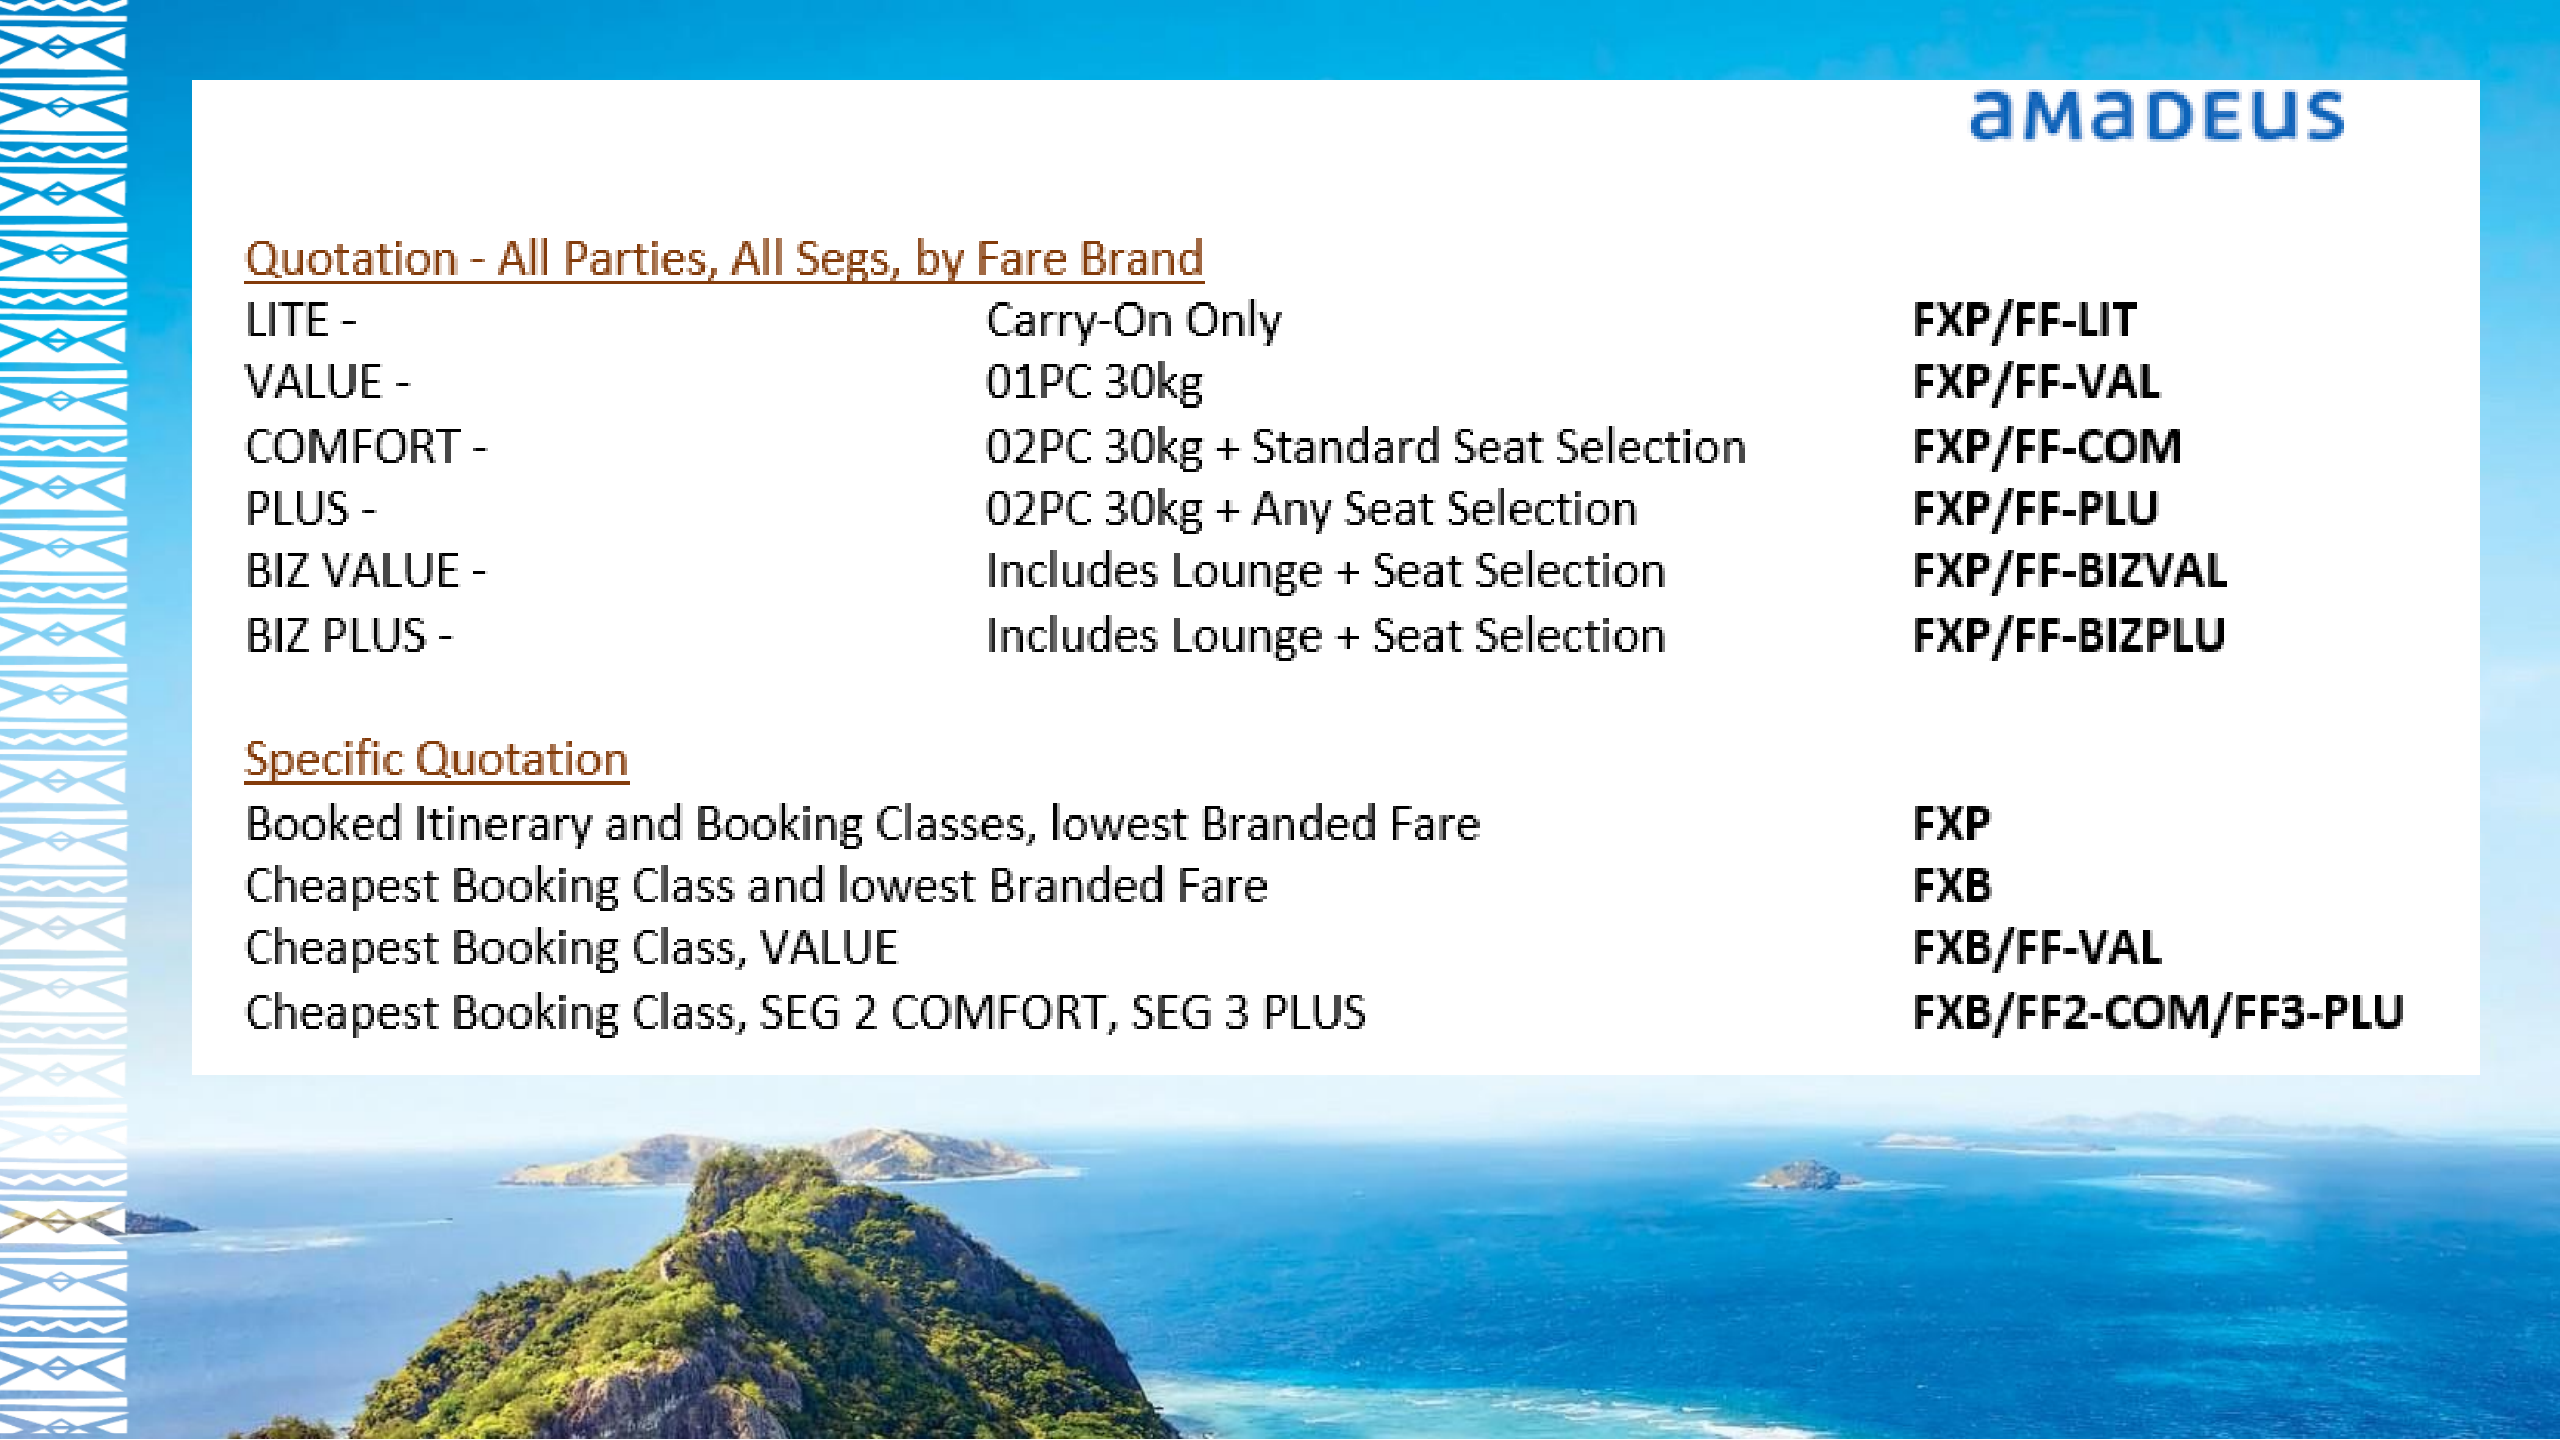 amadeus
Quotation - All Parties, All Segs, by Fare Brand
LITE - Carry-On Only FXP/FF-LIT
VALUE - 01PC 30kg FXP/FF-VAL
COMFORT - 02PC 30kg + Standard Seat Selection FXP/FF-COM
PLUS - 02PC 30kg + Any Seat Selection FXP/FF-PLU
BIZ VALUE - Includes Lounge + Seat Selection FXP/FF-BIZVAL
BIZ PLUS - Includes Lounge + Seat Selection FXP/FF-BIZPLU
Specific Quotation
Booked Itinerary and Booking Classes, lowest Branded Fare FXP
Cheapest Booking Class and lowest Branded Fare FXB
Cheapest Booking Class, VALUE FXB/FF-VAL
Cheapest Booking Class, SEG 2 COMFORT, SEG 3 PLUS FXB/FF2-COM/FF3-PLU